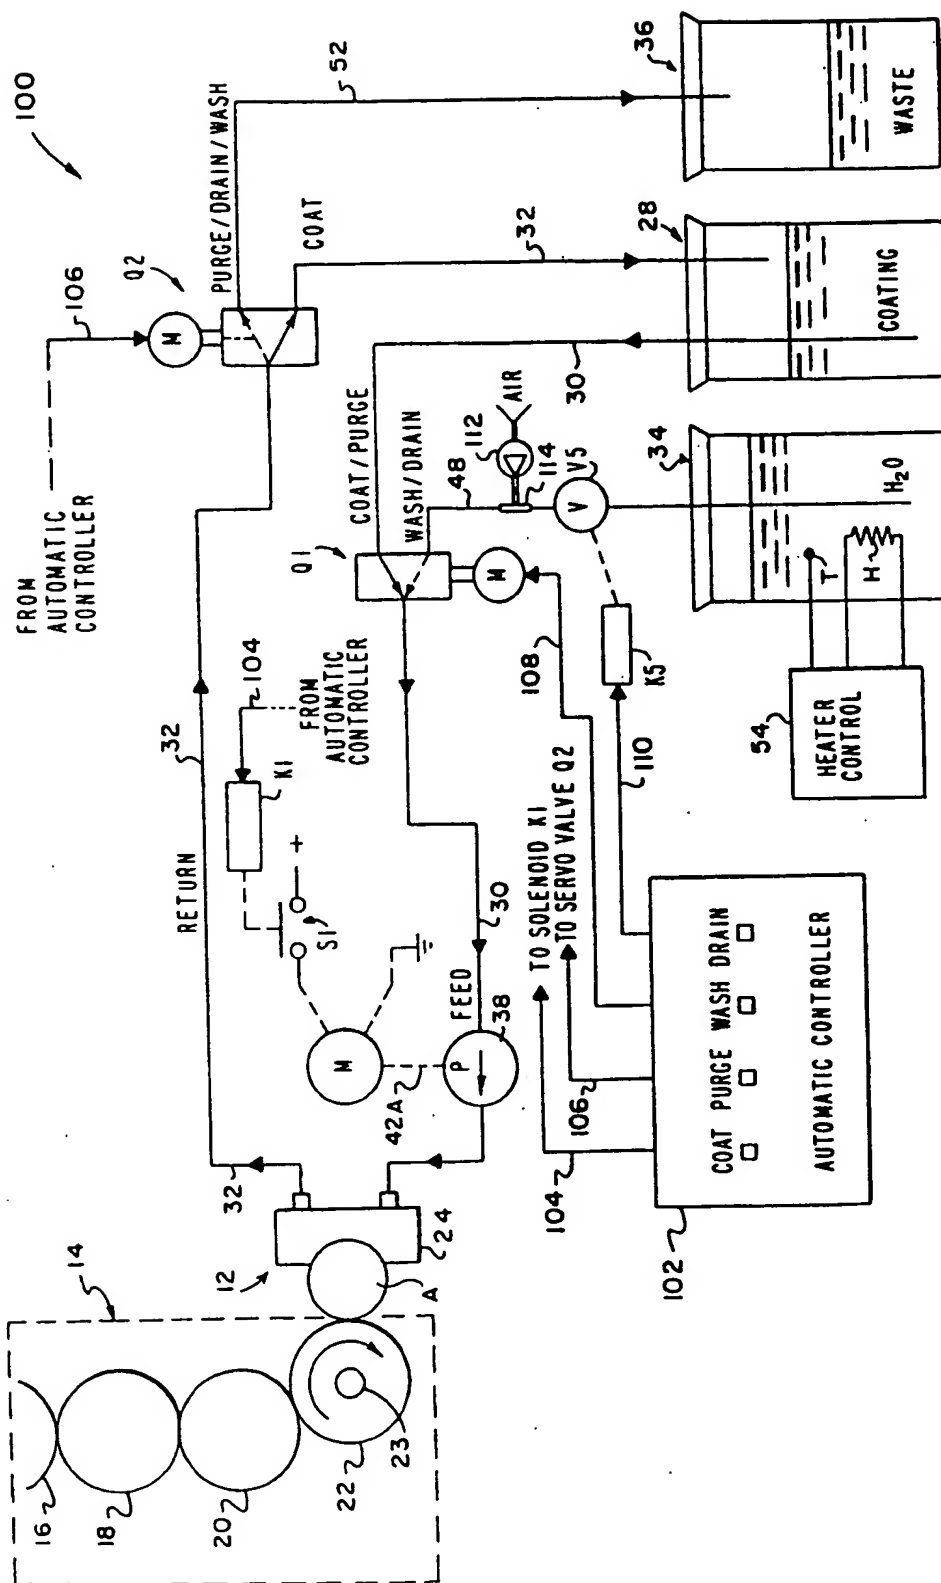 100
FROM
AUTOMATIC
CONTROLLER
106
Q2
M
PURGE/DRAIN/WASH
52
COAT
32
36
WASTE
28
COATING
30
COAT/PURGE
WASH/DRAIN
Q1
M
48
AIR
112
114
V5
V
34
H₂O
T
H
54
HEATER
CONTROL
K5
108
110
32
RETURN
K1
104
FROM
AUTOMATIC
CONTROLLER
S1
+
M
42A
FEED
30
P
38
32
24
12
A
14
16
18
20
22
23
TO SOLENOID K1
TO SERVO VALVE Q2
104
106
COAT PURGE WASH DRAIN
AUTOMATIC CONTROLLER
102